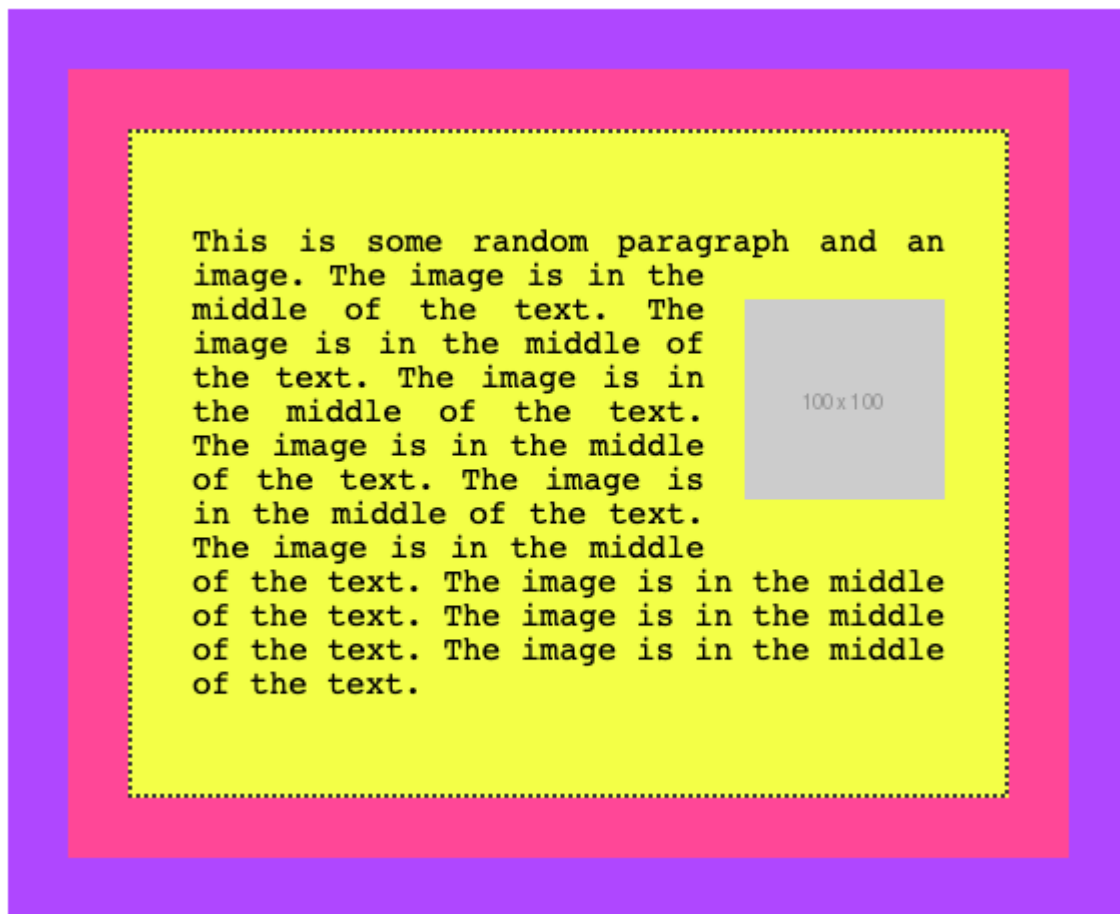 This is some random paragraph and an
image. The image is in the
middle of the text. The
image is in the middle of
the text. The image is in
the middle of the text.
The image is in the middle
of the text. The image is
in the middle of the text.
The image is in the middle
of the text. The image is in the middle
of the text. The image is in the middle
of the text. The image is in the middle
of the text.
100 x 100